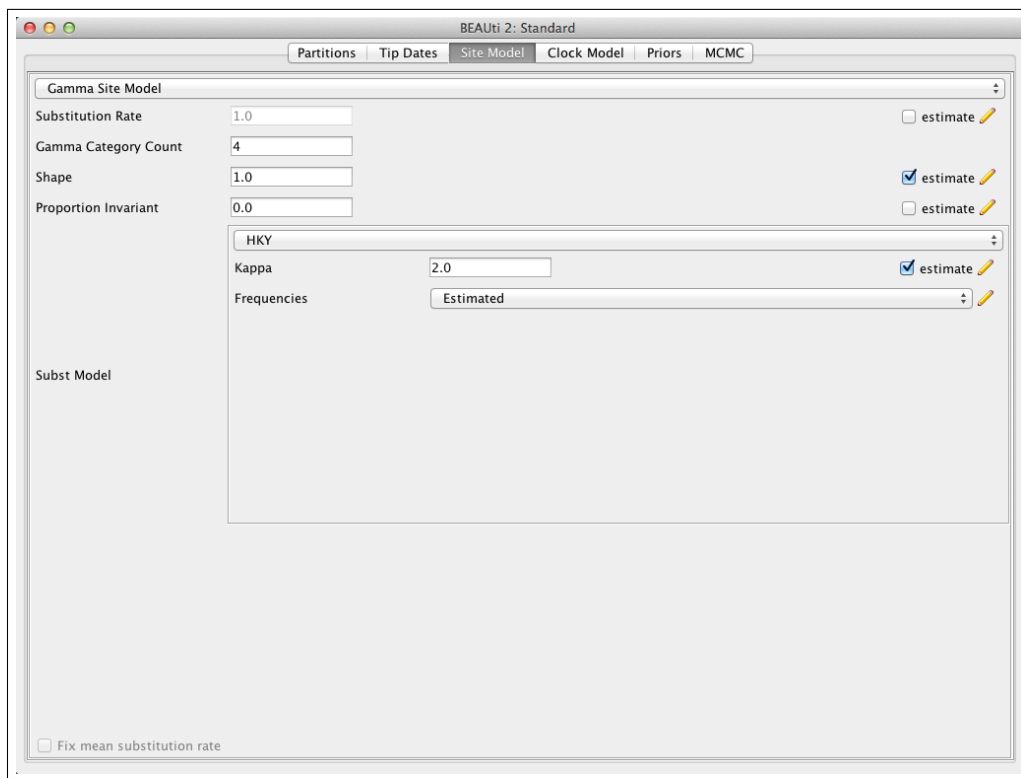 BEAUti 2: Standard
Partitions Tip Dates Site Model Clock Model Priors MCMC
Gamma Site Model
Substitution Rate 1.0 estimate
Gamma Category Count 4
Shape 1.0 estimate
Proportion Invariant 0.0 estimate
HKY
Kappa 2.0 estimate
Frequencies Estimated
Subst Model
Fix mean substitution rate